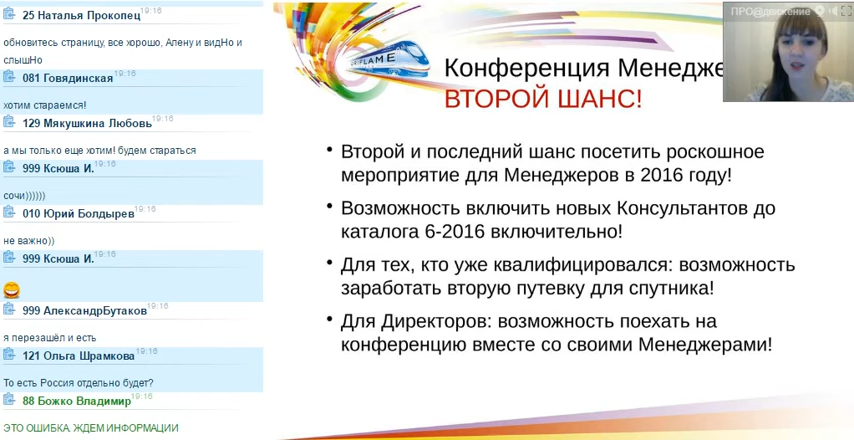 25 Наталья Прокопец 19:16
обновитесь страницу, все хорошо, Алену и видНо и
слышНо
081 Говядинская 19:16
хотим стараемся!
129 Мякушкина Любовь 19:16
а мы только еще хотим! будем стараться
999 Ксюша И. 19:16
сочи))))))
010 Юрий Болдырев 19:16
не важно))
999 Ксюша И. 19:16
999 АлександрБутаков 19:16
я перезашёл и есть
121 Ольга Шрамкова 19:16
То есть Россия отдельно будет?
88 Божко Владимир 19:16
ЭТО ОШИБКА. ЖДЕМ ИНФОРМАЦИИ
ПРО@движение
Конференция Менедже
ВТОРОЙ ШАНС!
• Второй и последний шанс посетить роскошное
мероприятие для Менеджеров в 2016 году!
• Возможность включить новых Консультантов до
каталога 6-2016 включительно!
• Для тех, кто уже квалифицировался: возможность
заработать вторую путевку для спутника!
• Для Директоров: возможность поехать на
конференцию вместе со своими Менеджерами!